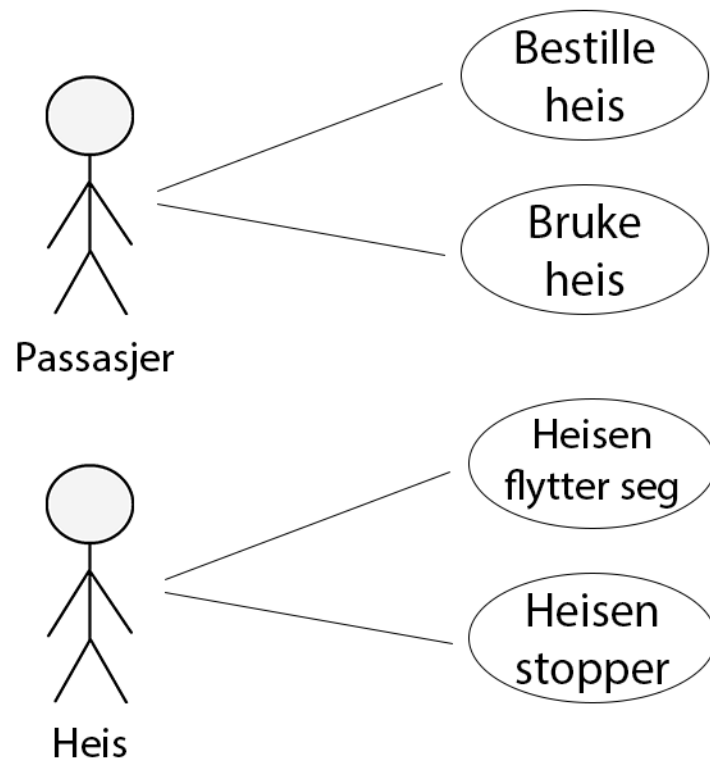 Bestille
heis
Bruke
heis
Passasjer
Heisen
flytter seg
Heisen
stopper
Heis